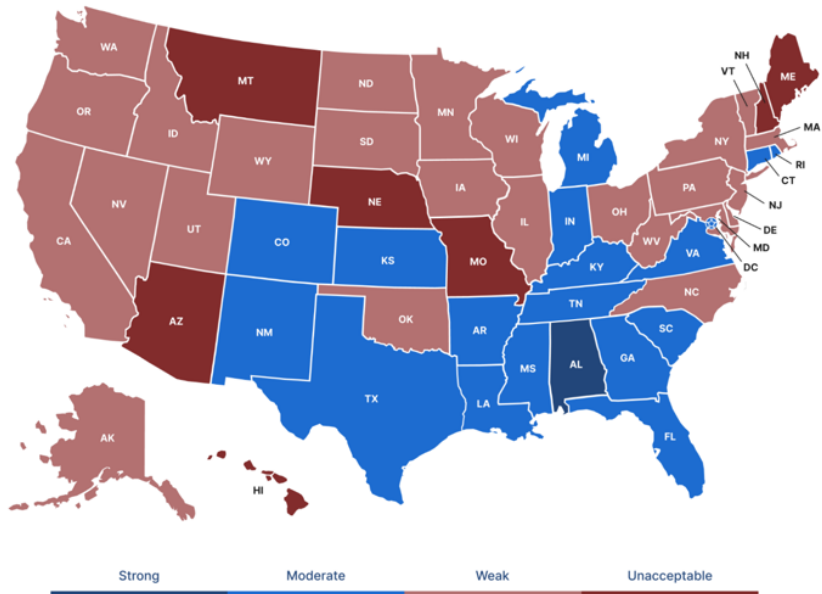 WA
MT
ND
MN
OR
ID
SD
WI
WY
MI
NH
VT
ME
NY
MA
RI
CT
NJ
PA
IA
NE
NV
UT
CA
CO
KS
MO
IL
IN
OH
WV
VA
DE
MD
DC
KY
NC
TN
SC
AZ
NM
OK
AR
MS
AL
GA
TX
LA
FL
AK
HI
Strong Moderate Weak Unacceptable